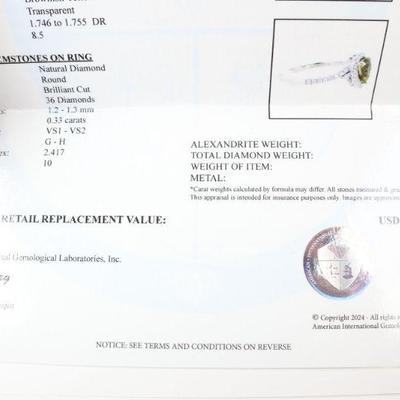 Transparent
1.746 to 1.755 DR
8.5
GEMSTONES ON RING
Natural Diamond
Round
Brilliant Cut
36 Diamonds
1.2 - 1.3 mm
0.33 carats
VS1 - VS2
G - H
2.417
10
ALEXANDRITE WEIGHT:
TOTAL DIAMOND WEIGHT:
WEIGHT OF ITEM:
METAL:
*Carat weights calculated by formula may differ. All stones measured &
This appraisal is intended for insurance purposes only. Images are
RETAIL REPLACEMENT VALUE:
USD
Gemological Laboratories, Inc.
© Copyright 2024 - All rights
American International
NOTICE: SEE TERMS AND CONDITIONS ON REVERSE